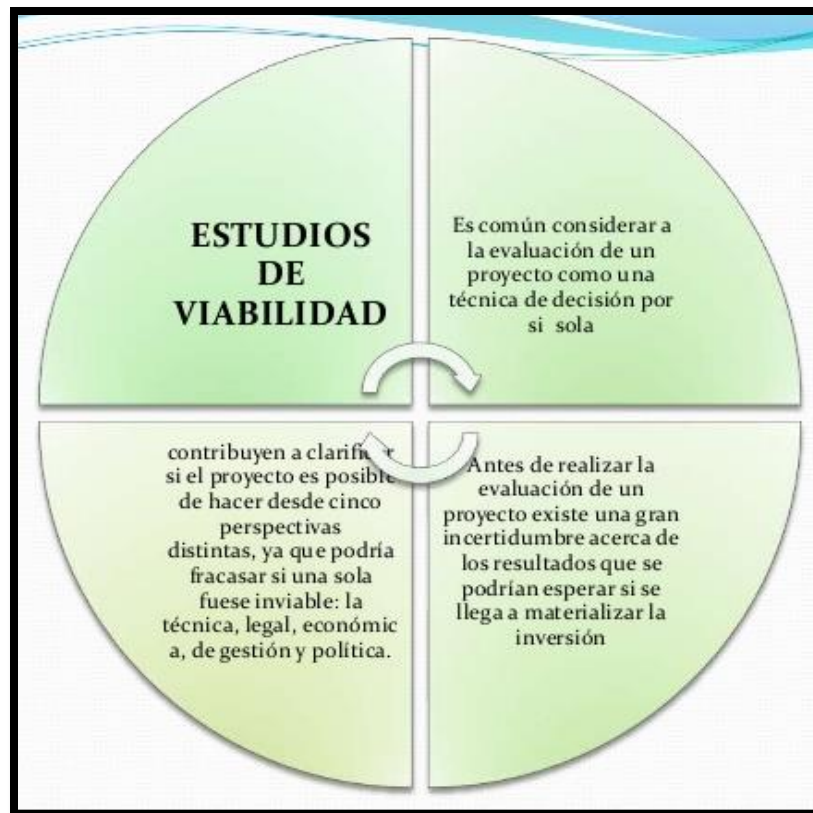 ESTUDIOS
DE
VIABILIDAD
Es común considerar a
la evaluación de un
proyecto como una
técnica de decisión por
si sola
Antes de realizar la
evaluación de un
proyecto existe una gran
incertidumbre acerca de
los resultados que se
podrían esperar si se
llega a materializar la
inversión
contribuyen a clarificar
si el proyecto es posible
de hacer desde cinco
perspectivas
distintas, ya que podría
fracasar si una sola
fuese inviable: la
técnica, legal, económic
a, de gestión y política.